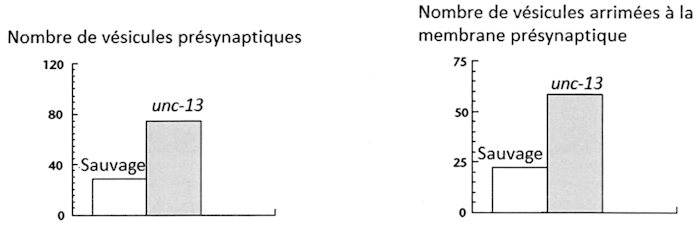 Nombre de vésicules présynaptiques
120
80
40
0
Sauvage
unc-13
Nombre de vésicules arrimées à la
membrane présynaptique
75
50
25
0
Sauvage
unc-13